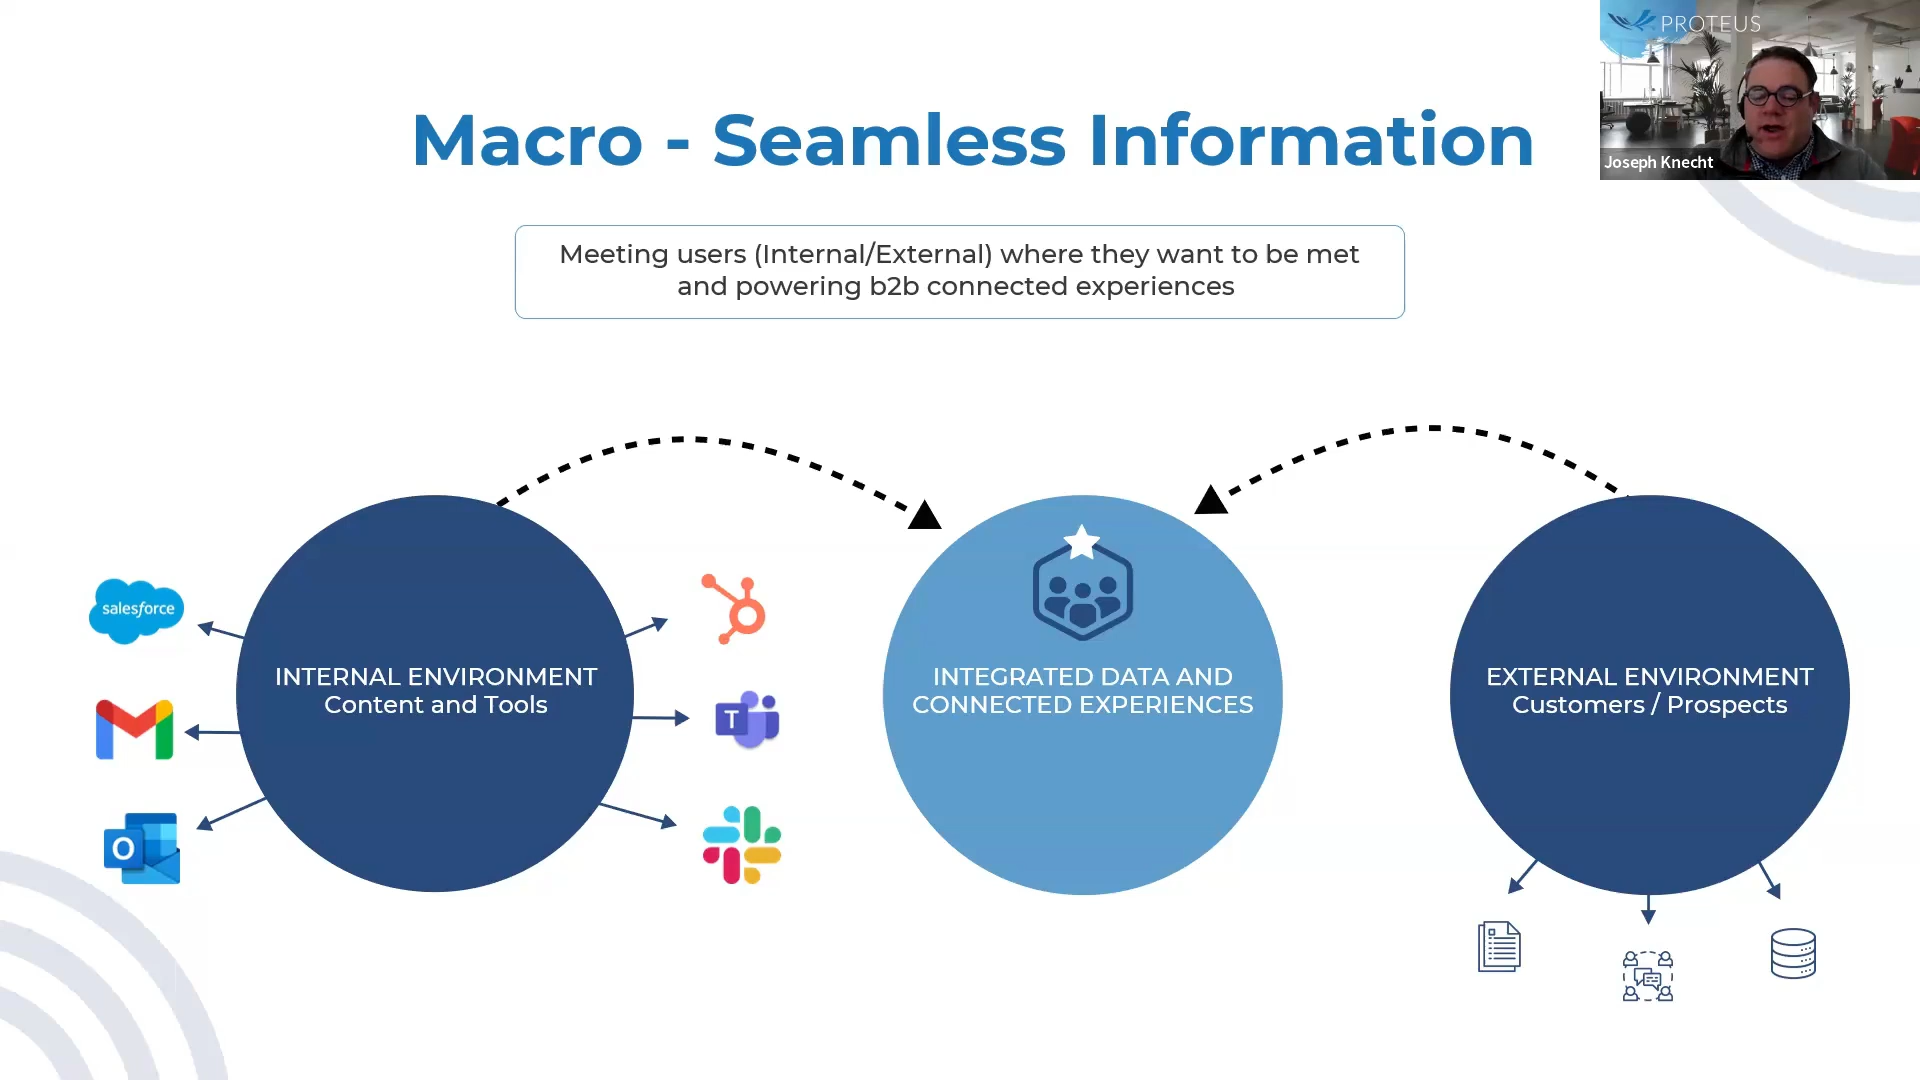 PROTEUS
Joseph Knecht
Macro - Seamless Information
Meeting users (Internal/External) where they want to be met
and powering b2b connected experiences
salesforce
O
T
INTERNAL ENVIRONMENT
Content and Tools
INTEGRATED DATA AND
CONNECTED EXPERIENCES
EXTERNAL ENVIRONMENT
Customers / Prospects